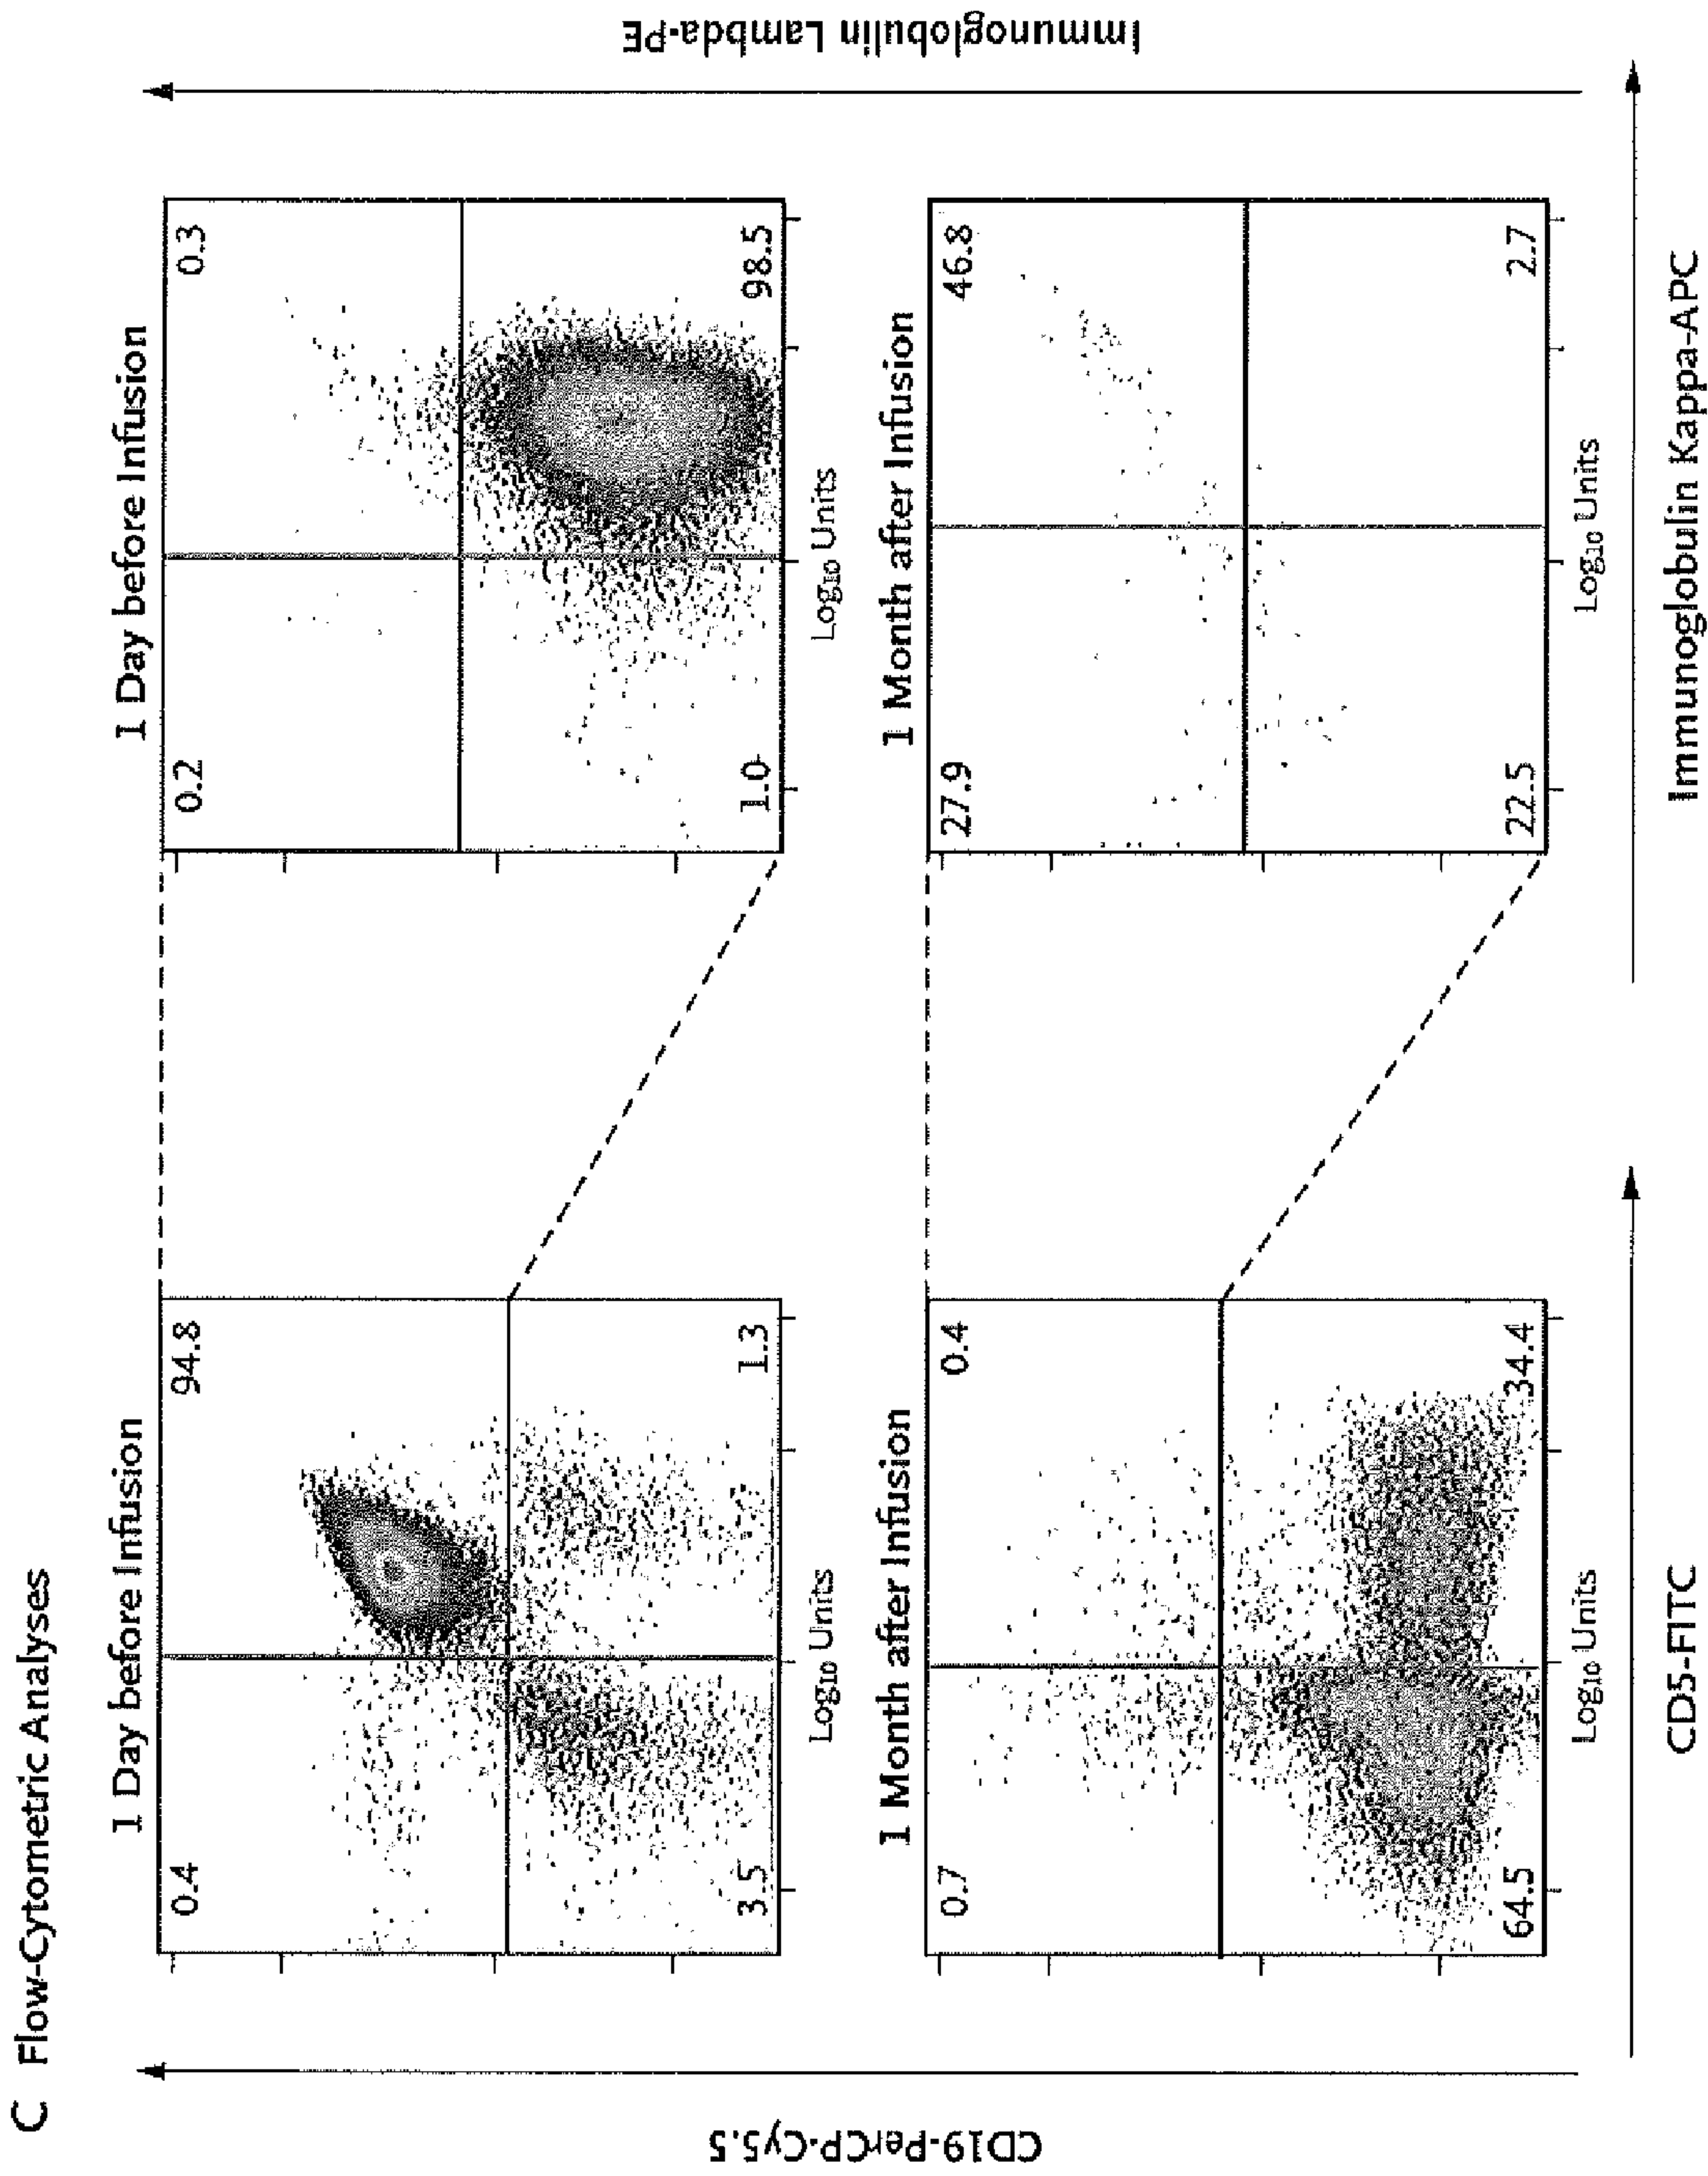 C Flow-Cytometric Analyses
1 Day before Infusion
0.4
94.8
3.5
1.3
Log10 Units
1 Day before Infusion
0.2
0.3
1.0
98.5
Log10 Units
1 Month after Infusion
0.7
0.4
64.5
34.4
Log10 Units
1 Month after Infusion
27.9
46.8
22.5
2.7
Log10 Units
CD19-PerCP-Cy5.5
CD5-FITC
Immunoglobulin Kappa-APC
Immunoglobulin Lambda-PE